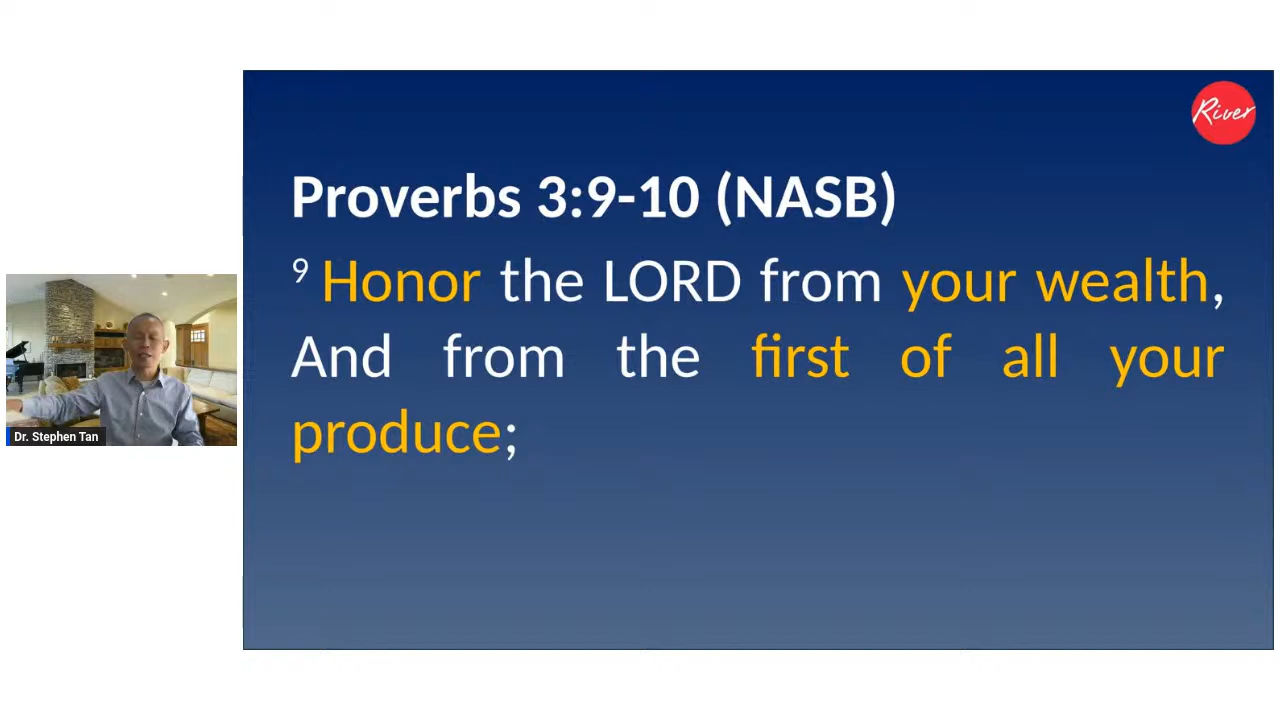 River
Proverbs 3:9-10 (NASB)
9 Honor the LORD from your wealth,
And from the first of all your
produce;
Dr. Stephen Tan